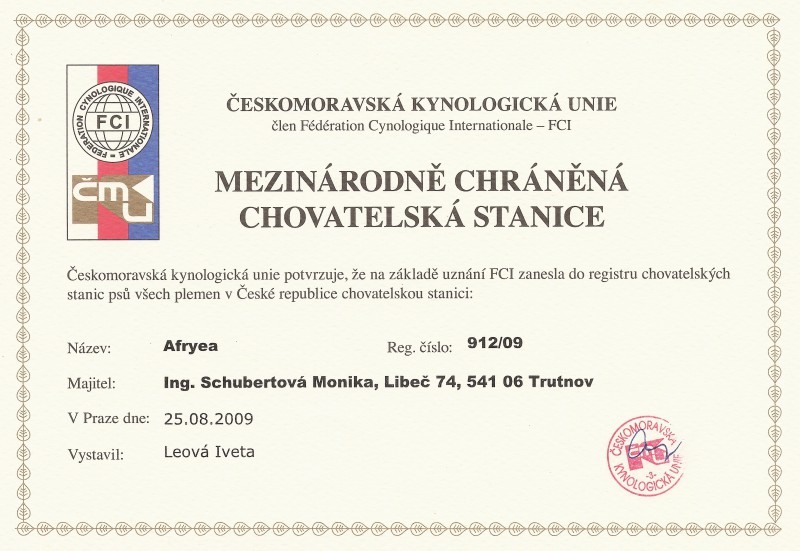 FEDERATION CYNOLOGIQUE INTERNATIONALE
FCI
čmku
ČESKOMORAVSKÁ KYNOLOGICKÁ UNIE
člen Fédération Cynologique Internationale – FCI
MEZINÁRODNĚ CHRÁNĚNÁ
CHOVATELSKÁ STANICE
Českomoravská kynologická unie potvrzuje, že na základě uznání FCI zanesla do registru chovatelských
stanic psů všech plemen v České republice chovatelskou stanici:
Název: Afryea Reg. číslo: 912/09
Majitel: Ing. Schubertová Monika, Libeč 74, 541 06 Trutnov
V Praze dne: 25.08.2009
Vystavil: Leová Iveta
ČESKOMORAVSKÁ
KYNOLOGICKÁ UNIE
-3-